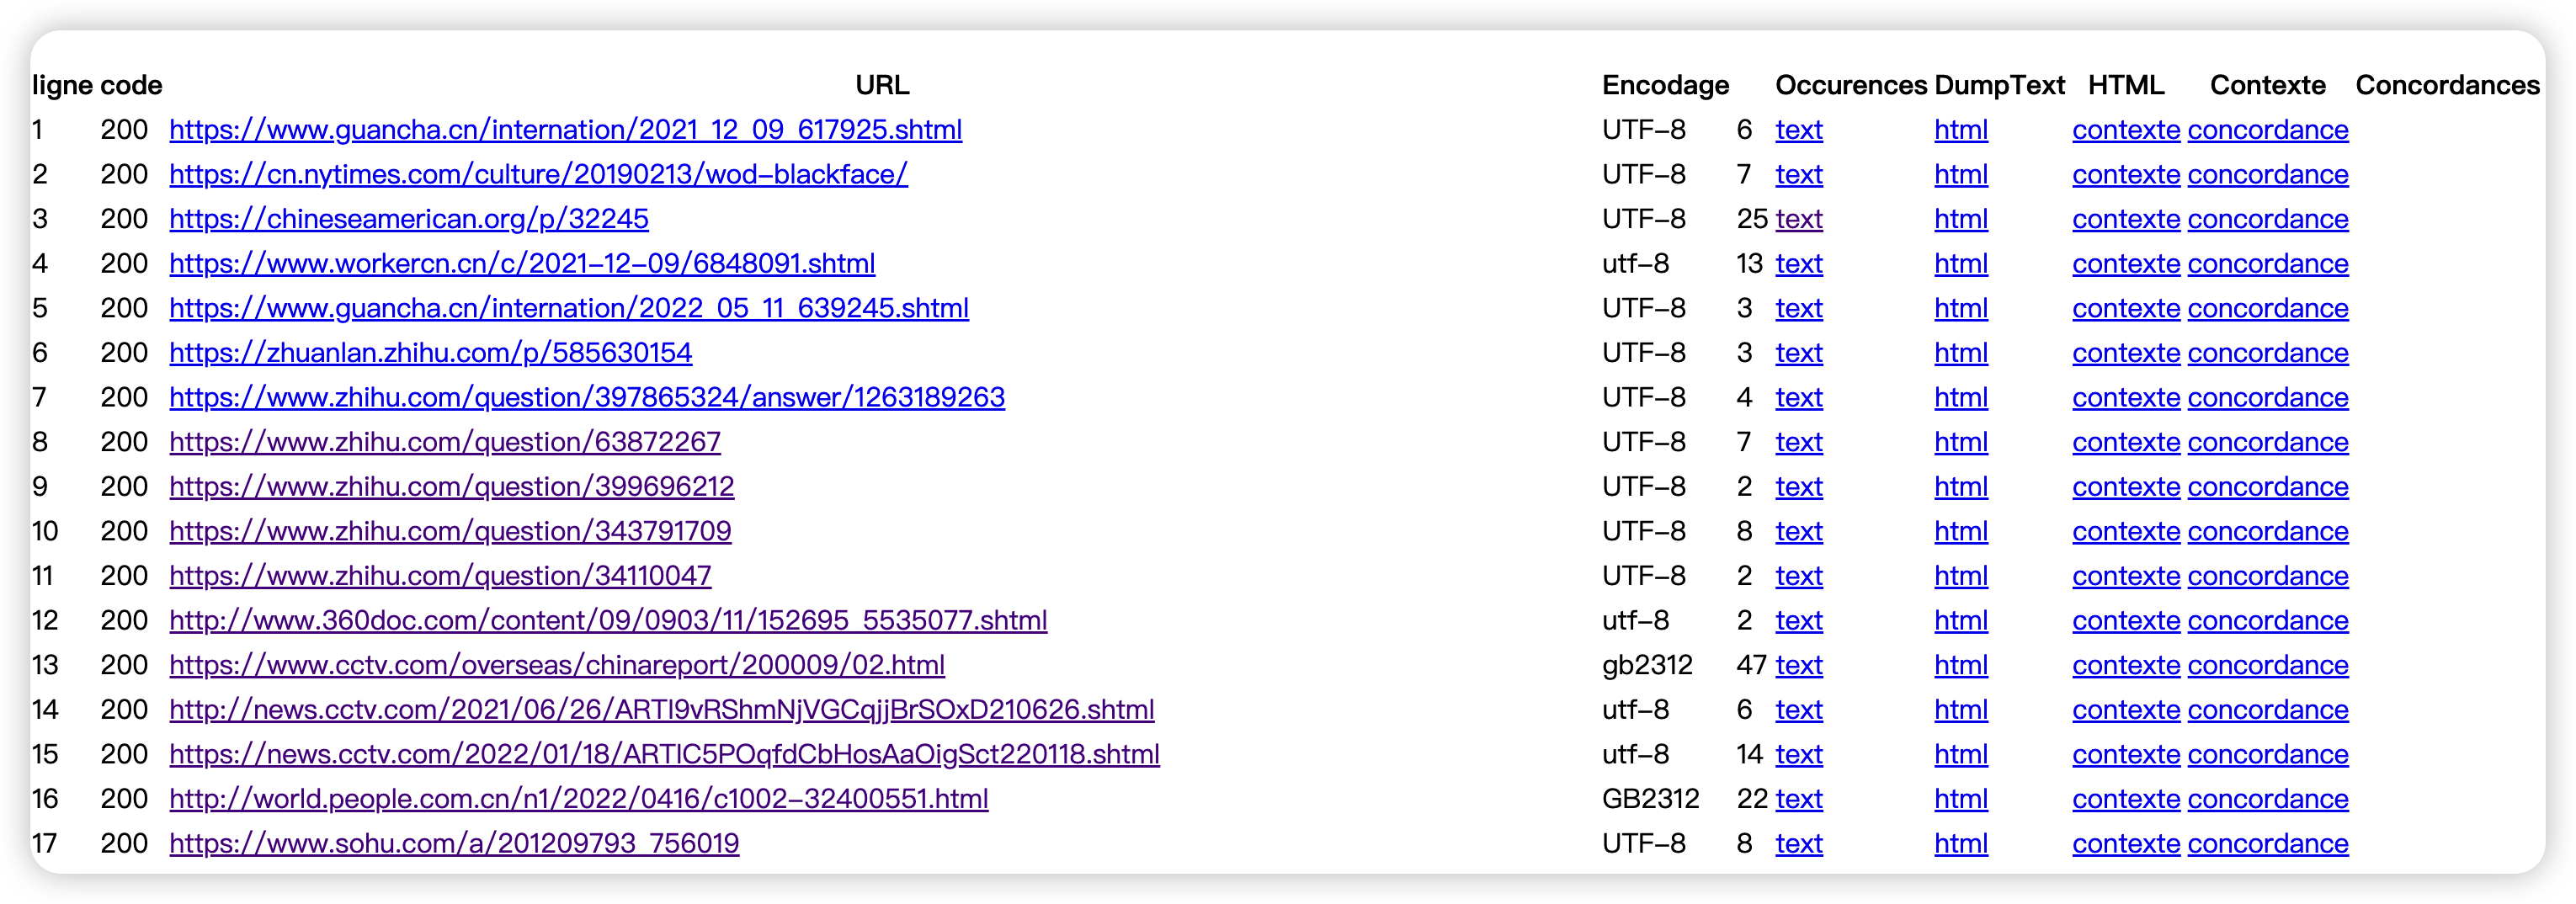 ligne code URL Encodage Occurences DumpText HTML Contexte Concordances
1 200 https://www.guancha.cn/internation/2021_12_09_617925.shtml UTF-8 6 text html contexte concordance
2 200 https://cn.nytimes.com/culture/20190213/wod-blackface/ UTF-8 7 text html contexte concordance
3 200 https://chineseamerican.org/p/32245 UTF-8 25 text html contexte concordance
4 200 https://www.workercn.cn/c/2021-12-09/6848091.shtml utf-8 13 text html contexte concordance
5 200 https://www.guancha.cn/internation/2022_05_11_639245.shtml UTF-8 3 text html contexte concordance
6 200 https://zhuanlan.zhihu.com/p/585630154 UTF-8 3 text html contexte concordance
7 200 https://www.zhihu.com/question/397865324/answer/1263189263 UTF-8 4 text html contexte concordance
8 200 https://www.zhihu.com/question/63872267 UTF-8 7 text html contexte concordance
9 200 https://www.zhihu.com/question/399696212 UTF-8 2 text html contexte concordance
10 200 https://www.zhihu.com/question/343791709 UTF-8 8 text html contexte concordance
11 200 https://www.zhihu.com/question/34110047 UTF-8 2 text html contexte concordance
12 200 http://www.360doc.com/content/09/0903/11/152695_5535077.shtml utf-8 2 text html contexte concordance
13 200 https://www.cctv.com/overseas/chinareport/200009/02.html gb2312 47 text html contexte concordance
14 200 http://news.cctv.com/2021/06/26/ARTI9vRShmNjVGCqjjBrSOxD210626.shtml utf-8 6 text html contexte concordance
15 200 https://news.cctv.com/2022/01/18/ARTIC5POqfdCbHosAaOigSct220118.shtml utf-8 14 text html contexte concordance
16 200 http://world.people.com.cn/n1/2022/0416/c1002-32400551.html GB2312 22 text html contexte concordance
17 200 https://www.sohu.com/a/201209793_756019 UTF-8 8 text html contexte concordance